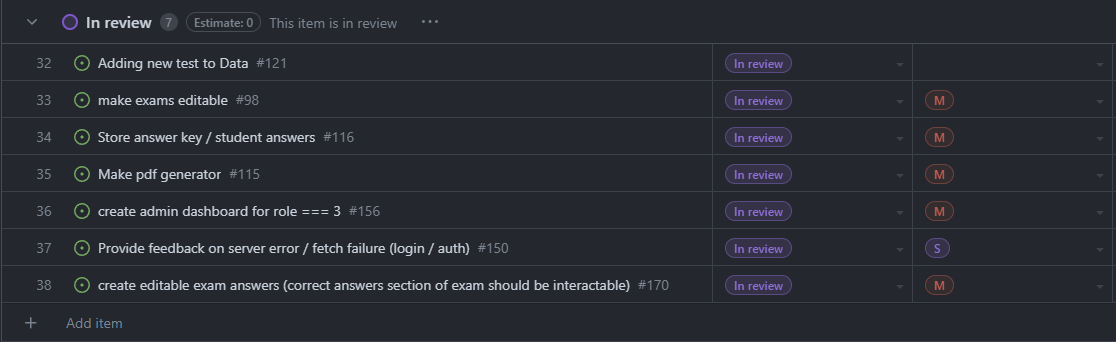 In review 7 Estimate: 0 This item is in review ...
32 Adding new test to Data #121 In review
33 make exams editable #98 In review M
34 Store answer key / student answers #116 In review M
35 Make pdf generator #115 In review M
36 create admin dashboard for role === 3 #156 In review M
37 Provide feedback on server error / fetch failure (login / auth) #150 In review S
38 create editable exam answers (correct answers section of exam should be interactable) #170 In review M
+ Add item